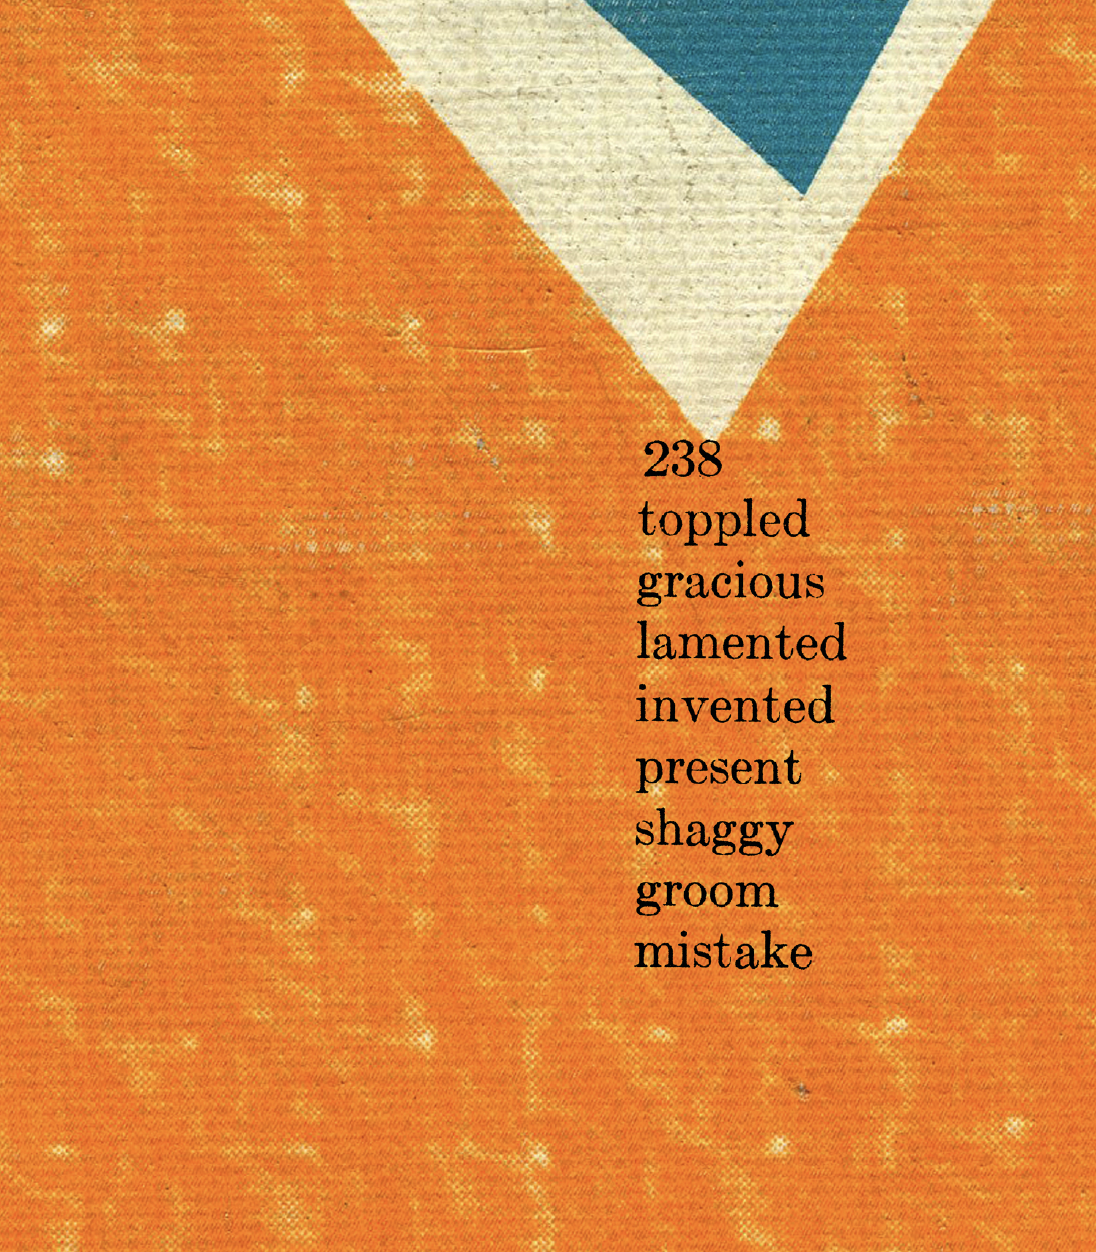 238
toppled
gracious
lamented
invented
present
shaggy
groom
mistake